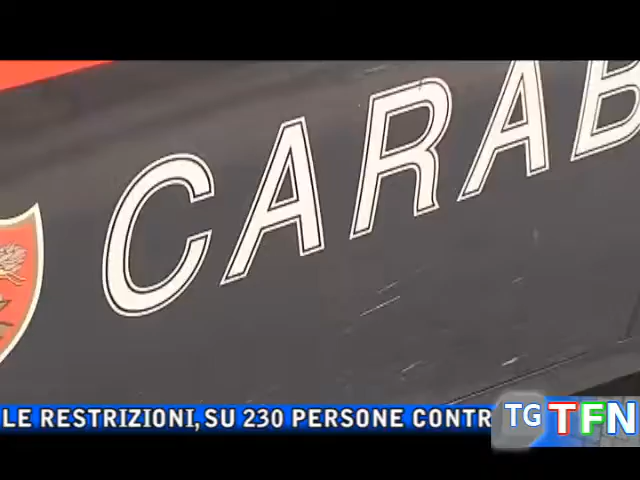 CARAB
LE RESTRIZIONI, SU 230 PERSONE CONTR
TG TFN